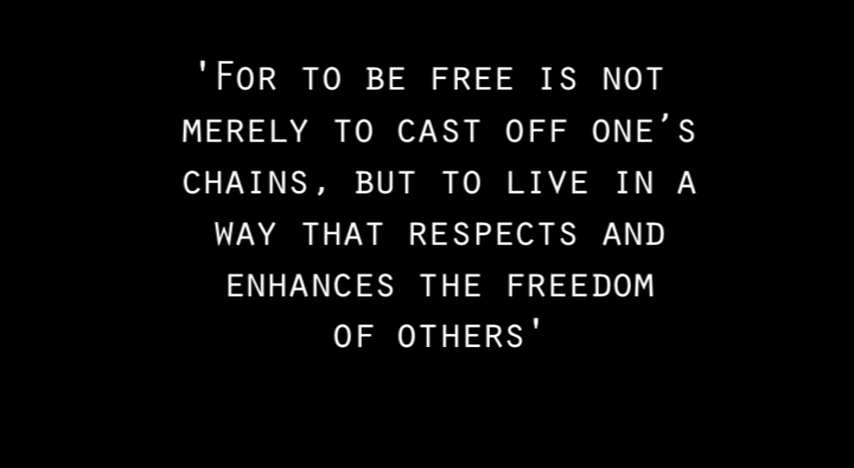 'For to be free is not
merely to cast off one’s
chains, but to live in a
way that respects and
enhances the freedom
of others'